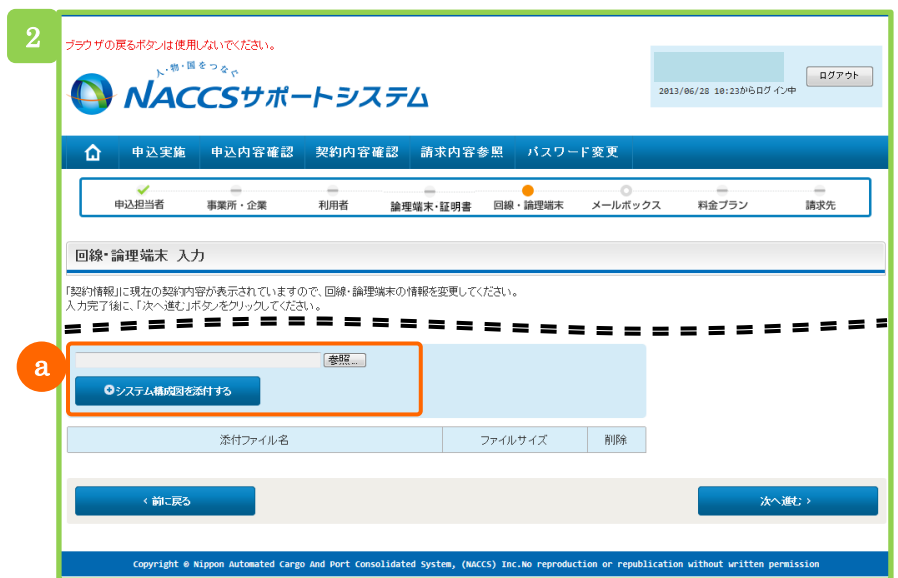 2
ブラウザの戻るボタンは使用しないでください。
人・物・国をつなぐ
NACCSサポートシステム
ログアウト
2013/06/28 10:23からログイン中
申込実施 申込内容確認 契約内容確認 請求内容参照 パスワード変更
申込担当者 事業所・企業 利用者 論理端末・証明書 回線・論理端末 メールボックス 料金プラン 請求先
回線・論理端末 入力
「契約情報」に現在の契約内容が表示されていますので、回線・論理端末の情報を変更してください。
入力完了後に、「次へ進む」ボタンをクリックしてください。
a
参照...
システム構成図を添付する
添付ファイル名 ファイルサイズ 削除
< 前に戻る
次へ進む >
Copyright © Nippon Automated Cargo And Port Consolidated System, (NACCS) Inc.No reproduction or republication without written permission